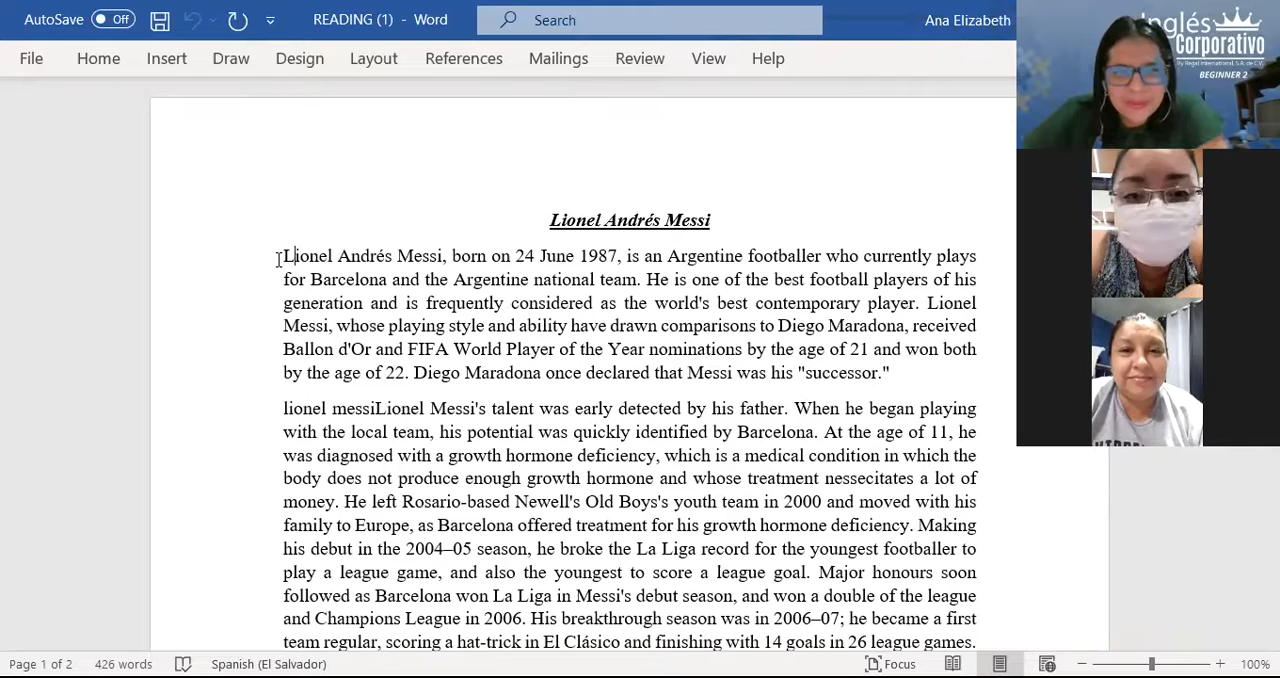 AutoSave Off READING (1) - Word Search Ana Elizabeth
File Home Insert Draw Design Layout References Mailings Review View Help
Inglés
Corporativo
By Regal International, S.A. de C.V.
BEGINNER 2
Lionel Andrés Messi
Lionel Andrés Messi, born on 24 June 1987, is an Argentine footballer who currently plays
for Barcelona and the Argentine national team. He is one of the best football players of his
generation and is frequently considered as the world's best contemporary player. Lionel
Messi, whose playing style and ability have drawn comparisons to Diego Maradona, received
Ballon d'Or and FIFA World Player of the Year nominations by the age of 21 and won both
by the age of 22. Diego Maradona once declared that Messi was his "successor."
lionel messiLionel Messi's talent was early detected by his father. When he began playing
with the local team, his potential was quickly identified by Barcelona. At the age of 11, he
was diagnosed with a growth hormone deficiency, which is a medical condition in which the
body does not produce enough growth hormone and whose treatment nessecitates a lot of
money. He left Rosario-based Newell's Old Boys's youth team in 2000 and moved with his
family to Europe, as Barcelona offered treatment for his growth hormone deficiency. Making
his debut in the 2004–05 season, he broke the La Liga record for the youngest footballer to
play a league game, and also the youngest to score a league goal. Major honours soon
followed as Barcelona won La Liga in Messi's debut season, and won a double of the league
and Champions League in 2006. His breakthrough season was in 2006–07; he became a first
team regular, scoring a hat-trick in El Clásico and finishing with 14 goals in 26 league games.
Page 1 of 2 426 words Spanish (El Salvador) Focus 100%